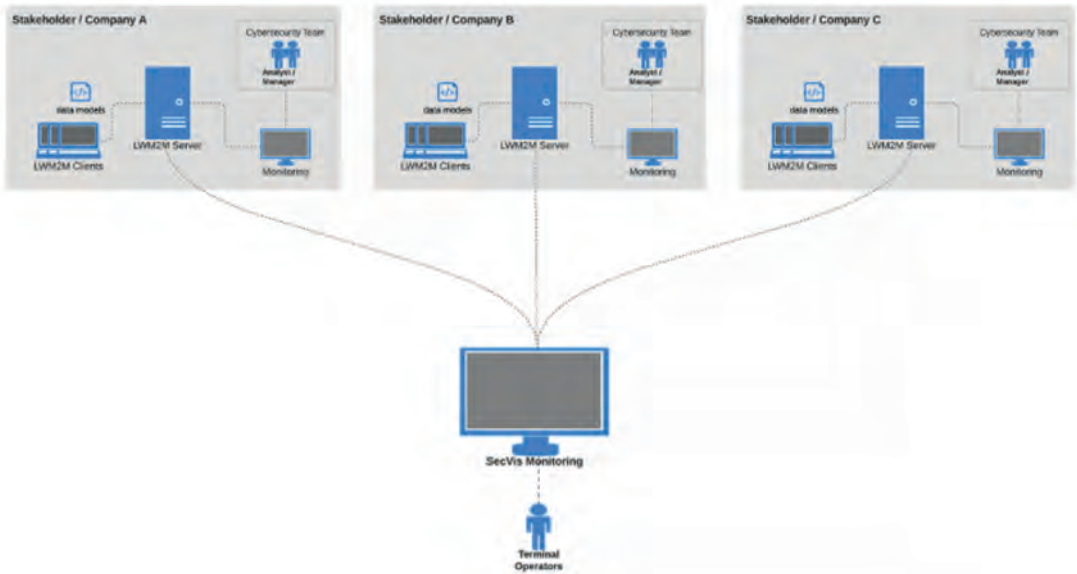 Stakeholder / Company A
Cybersecurity Team
Analyst /
Manager
</>
data models
LWM2M Server
LWM2M Clients
Monitoring
Stakeholder / Company B
Cybersecurity Team
Analyst /
Manager
</>
data models
LWM2M Server
LWM2M Clients
Monitoring
Stakeholder / Company C
Cybersecurity Team
Analyst /
Manager
</>
data models
LWM2M Server
LWM2M Clients
Monitoring
SecVis Monitoring
Terminal
Operators